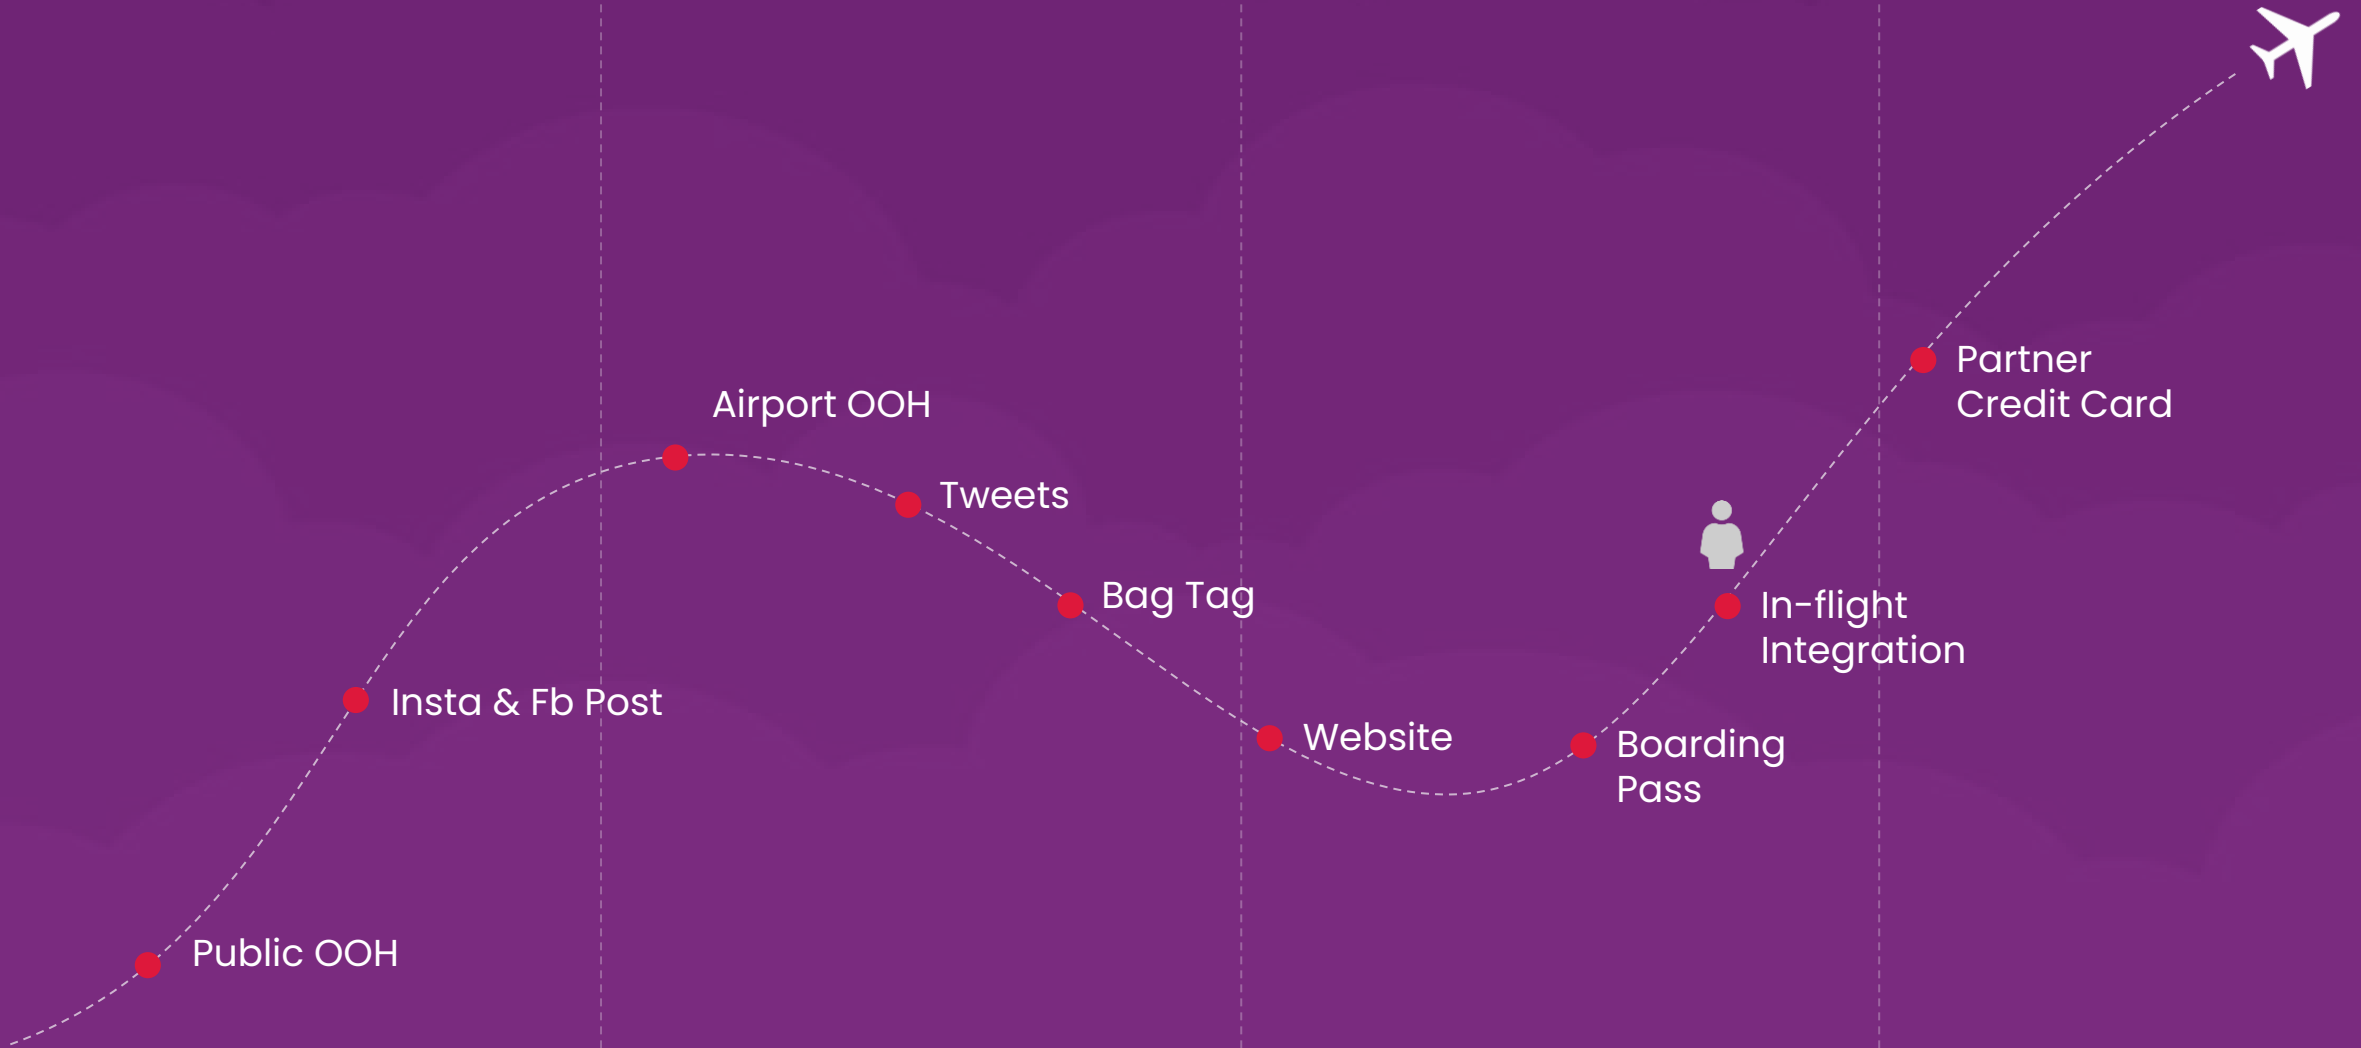 Airport OOH
Tweets
Bag Tag
Insta & Fb Post
Public OOH
Website
Boarding
Pass
In-flight
Integration
Partner
Credit Card